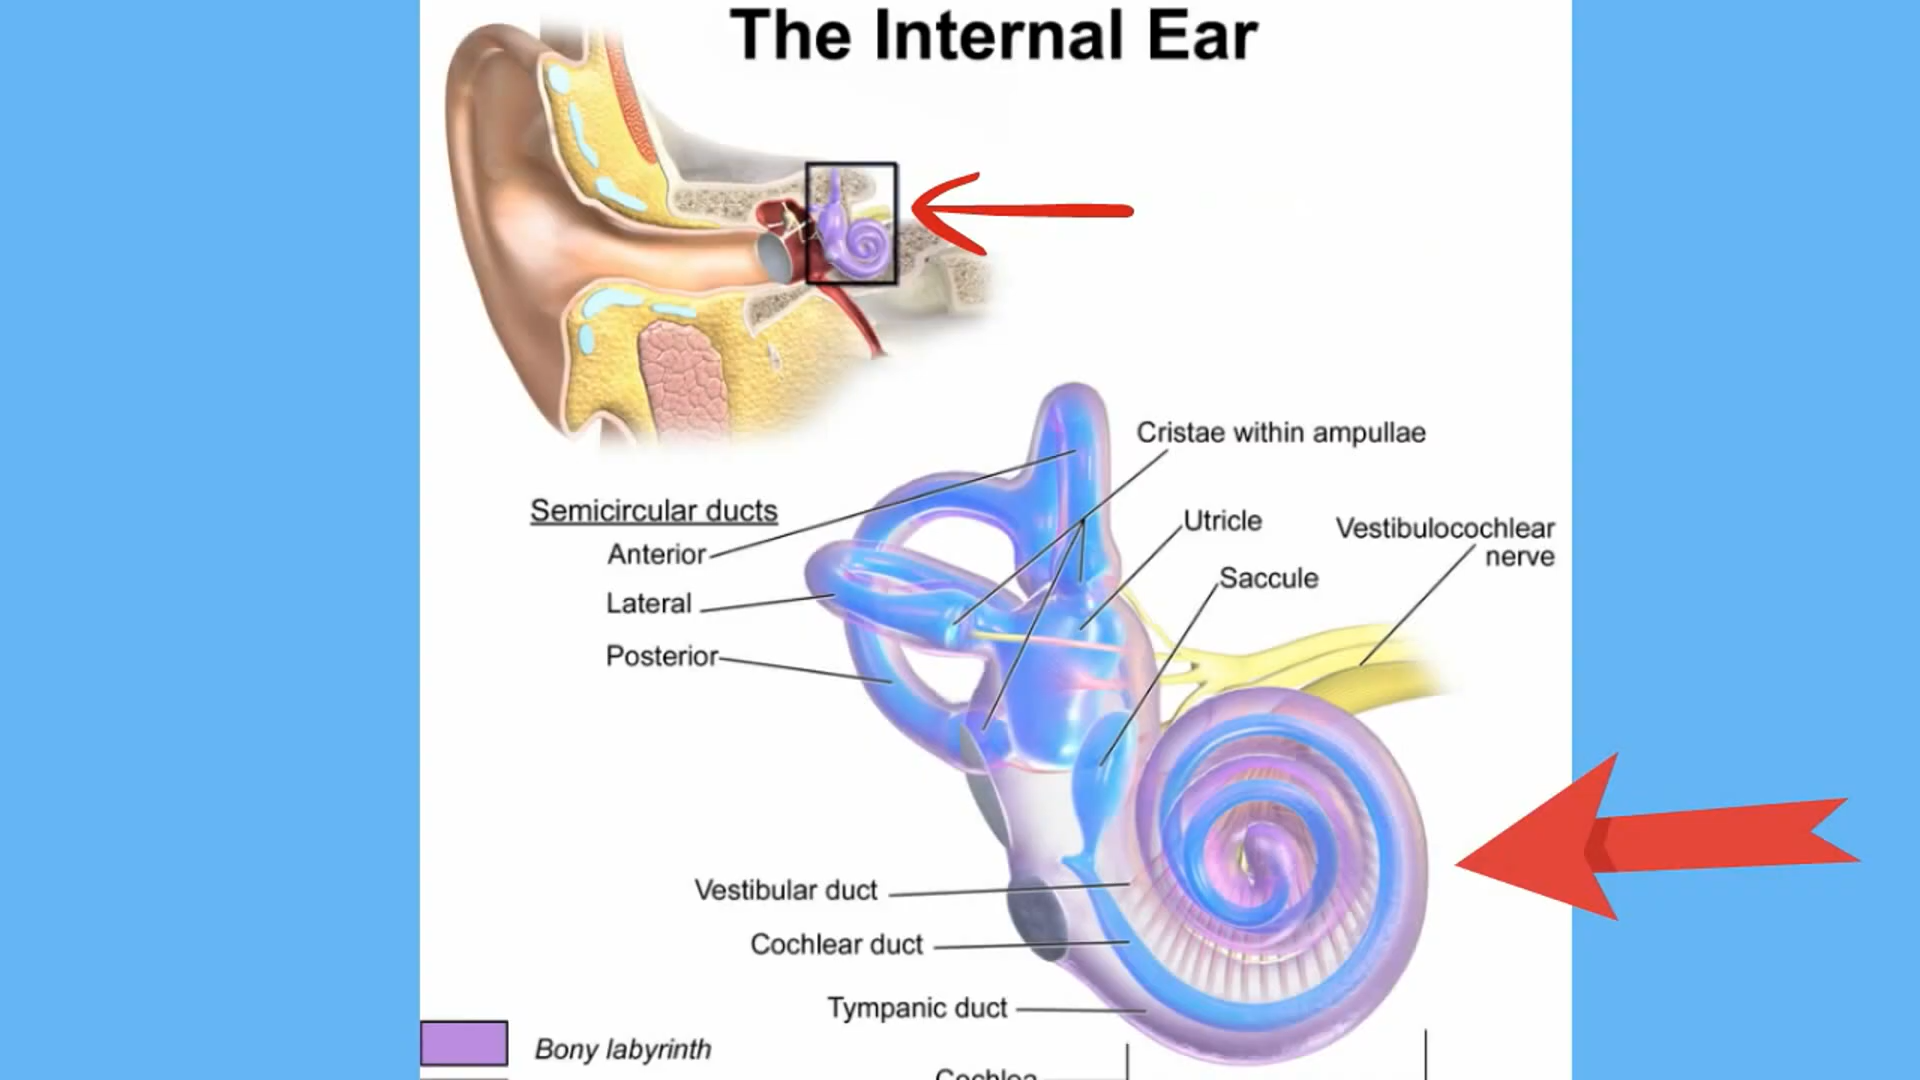 The Internal Ear
Cristae within ampullae
Semicircular ducts
Utricle
Vestibulocochlear
nerve
Anterior
Saccule
Lateral
Posterior
Vestibular duct
Cochlear duct
Tympanic duct
Bony labyrinth
Cochlea